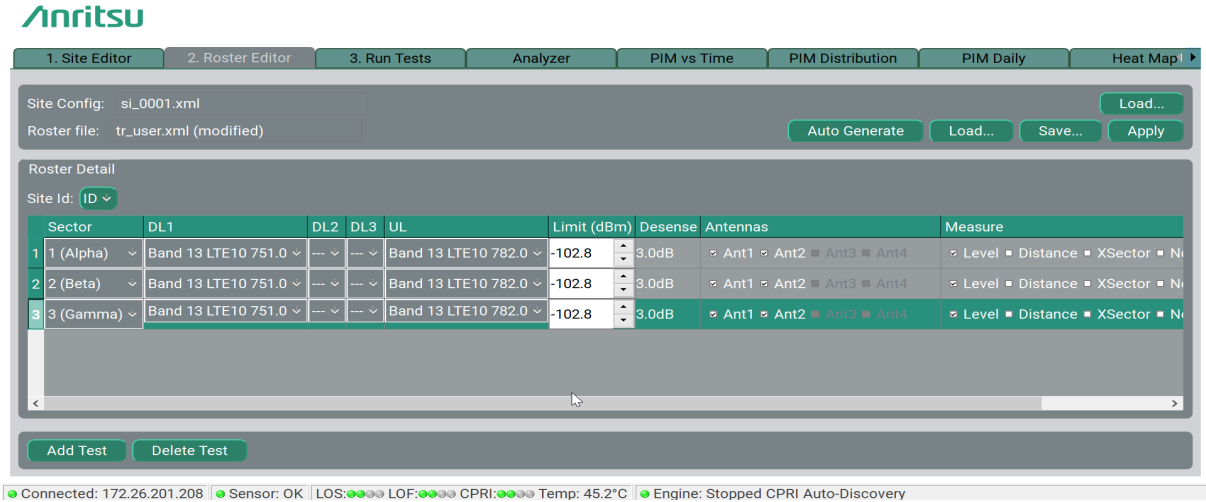 Anritsu
1. Site Editor 2. Roster Editor 3. Run Tests Analyzer PIM vs Time PIM Distribution PIM Daily Heat Map
Site Config: si_0001.xml Load...
Roster file: tr_user.xml (modified) Auto Generate Load... Save... Apply
Roster Detail
Site Id: ID
Sector DL1 DL2 DL3 UL Limit (dBm) Desense Antennas Measure
1 1 (Alpha) Band 13 LTE10 751.0 --- --- Band 13 LTE10 782.0 -102.8 3.0dB Ant1 Ant2 Ant3 Ant4 Level Distance XSector
2 2 (Beta) Band 13 LTE10 751.0 --- --- Band 13 LTE10 782.0 -102.8 3.0dB Ant1 Ant2 Ant3 Ant4 Level Distance XSector
3 3 (Gamma) Band 13 LTE10 751.0 --- --- Band 13 LTE10 782.0 -102.8 3.0dB Ant1 Ant2 Ant3 Ant4 Level Distance XSector
Add Test Delete Test
Connected: 172.26.201.208 Sensor: OK LOS: LOF: CPRI: Temp: 45.2°C Engine: Stopped CPRI Auto-Discovery